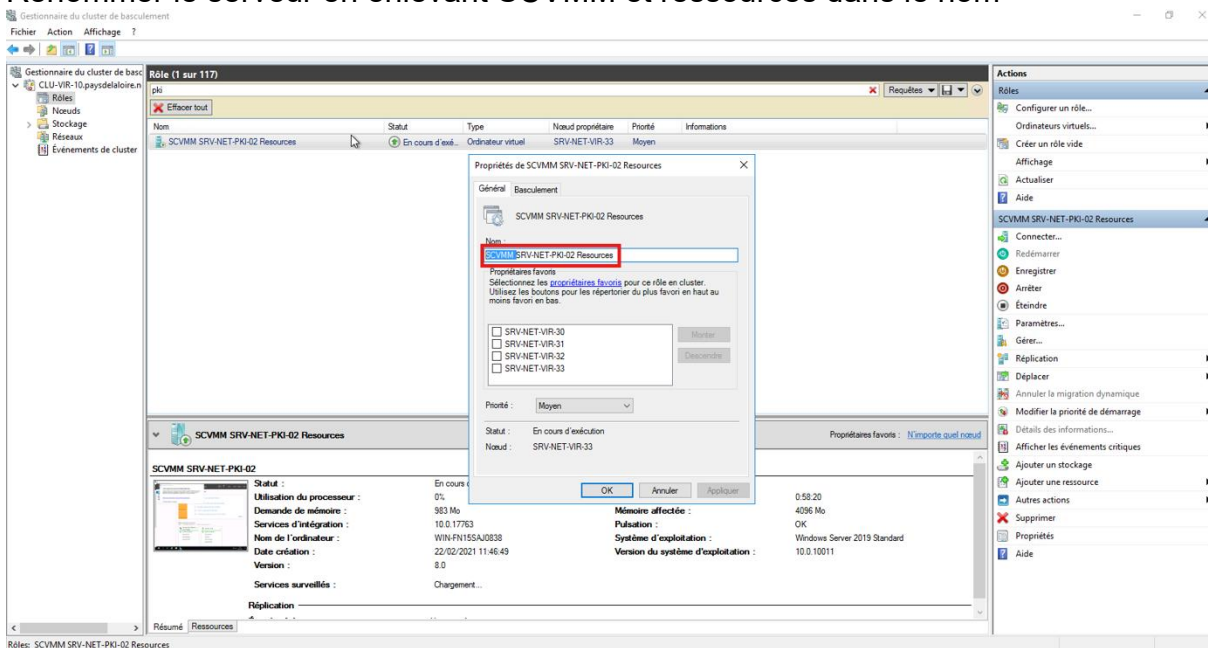 Renommer le serveur en enlevant SCVMM et ressources dans le nom
Gestionnaire du cluster de basculement
Fichier Action Affichage ?
Gestionnaire du cluster de basc
CLU-VIR-10.paysdelaloire.n
Rôles
Nœuds
Stockage
Réseaux
Événements de cluster
Rôle (1 sur 117)
pki
Requêtes
Effacer tout
Nom Statut Type Nœud propriétaire Priorité Informations
SCVMM SRV-NET-PKI-02 Resources En cours d'exé... Ordinateur virtuel SRV-NET-VIR-33 Moyen
Propriétés de SCVMM SRV-NET-PKI-02 Resources
Général Basculement
SCVMM SRV-NET-PKI-02 Resources
Nom :
SCVMM SRV-NET-PKI-02 Resources
Propriétaires favoris
Sélectionnez les propriétaires favoris pour ce rôle en cluster.
Utilisez les boutons pour les répertorier du plus favori en haut au
moins favori en bas.
SRV-NET-VIR-30
SRV-NET-VIR-31
SRV-NET-VIR-32
SRV-NET-VIR-33
Monter
Descendre
Priorité : Moyen
Statut : En cours d'exécution
Nœud : SRV-NET-VIR-33
OK Annuler Appliquer
SCVMM SRV-NET-PKI-02 Resources
Propriétaires favoris : N'importe quel nœud
SCVMM SRV-NET-PKI-02
Statut : En cours
Utilisation du processeur : 0% 0:58:20
Demande de mémoire : 983 Mo Mémoire affectée : 4096 Mo
Services d'intégration : 10.0.17763 Pulsation : OK
Nom de l'ordinateur : WIN-FN15SAJ0838 Système d'exploitation : Windows Server 2019 Standard
Date création : 22/02/2021 11:46:49 Version du système d'exploitation : 10.0.10011
Version : 8.0
Services surveillés : Chargement...
Réplication
Résumé Ressources
Rôles: SCVMM SRV-NET-PKI-02 Resources
Actions
Rôles
Configurer un rôle...
Ordinateurs virtuels...
Créer un rôle vide
Affichage
Actualiser
Aide
SCVMM SRV-NET-PKI-02 Resources
Connecter...
Redémarrer
Enregistrer
Arrêter
Éteindre
Paramètres...
Gérer...
Réplication
Déplacer
Annuler la migration dynamique
Modifier la priorité de démarrage
Détails des informations...
Afficher les événements critiques
Ajouter un stockage
Ajouter une ressource
Autres actions
Supprimer
Propriétés
Aide